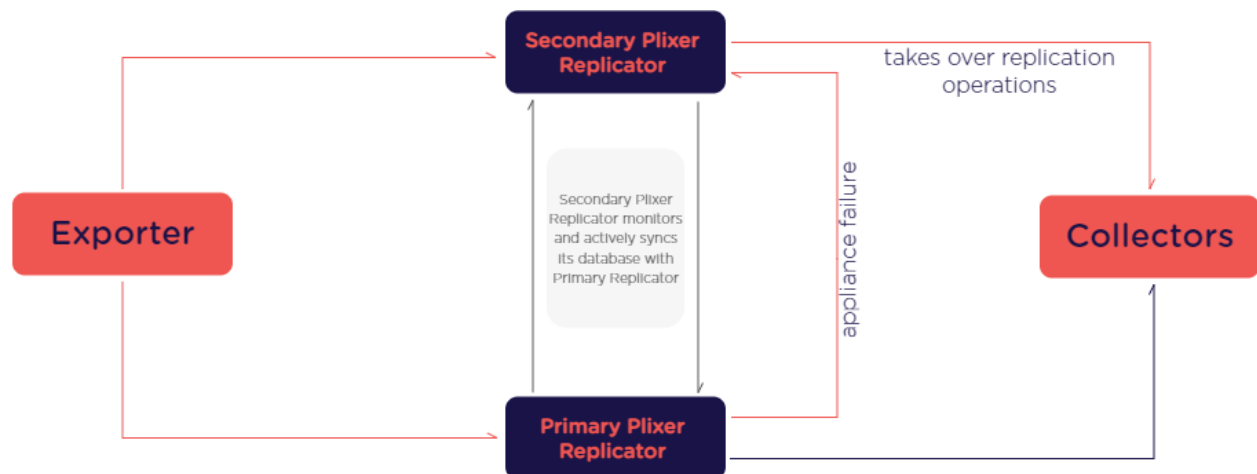 Secondary Plixer
Replicator
takes over replication
operations
Secondary Plixer
Replicator monitors
and actively syncs
its database with
Primary Replicator
appliance failure
Exporter
Collectors
Primary Plixer
Replicator